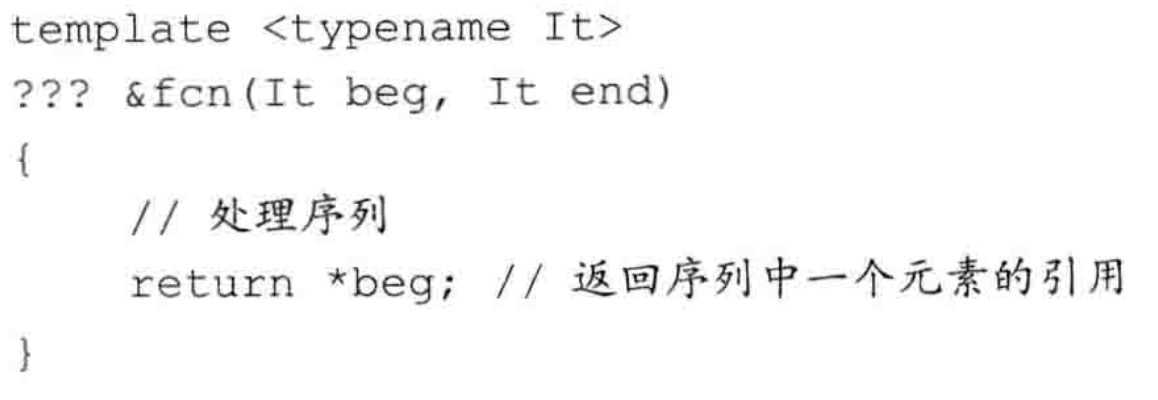 template <typename It>
??? &fcn(It beg, It end)
{
    // 处理序列
    return *beg; // 返回序列中一个元素的引用
}